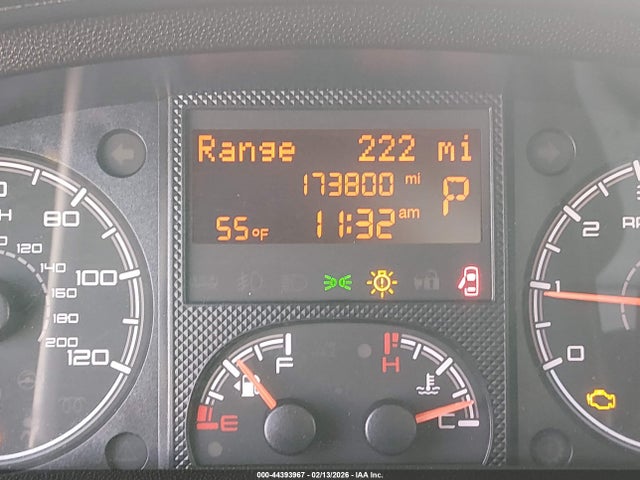 Range 222 mi
173800 mi
P
55°F 11:32 am
80
100
120
120
140
160
180
200
H
F
E
H
C
2
1
0
000-44393967 - 02/13/2026 - IAA Inc.